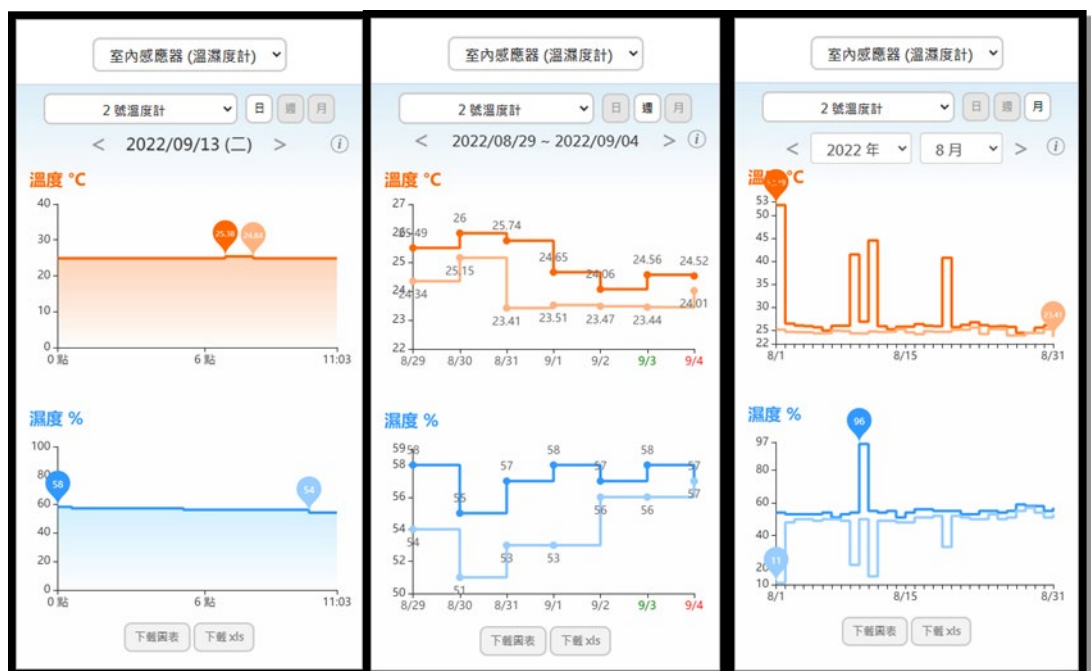 室內感應器 (溫濕度計)
2 號溫度計 日 週 月
< 2022/09/13 (二) > i
溫度 °C
40
30
20
10
0
25.38 24.84
0 點 6 點 11:03
濕度 %
100
80
60
40
20
0
58 54
0 點 6 點 11:03
下載圖表 下載 xls
室內感應器 (溫濕度計)
2 號溫度計 日 週 月
< 2022/08/29 ~ 2022/09/04 > i
溫度 °C
27
26
25
24
23
22
25.49 26 25.74 24.65 24.06 24.56 24.52
24.34 25.15 23.41 23.51 23.47 23.44 24.01
8/29 8/30 8/31 9/1 9/2 9/3 9/4
濕度 %
59
58
56
54
52
50
58 55 57 58 57 58 57
54 51 53 53 56 56 57
8/29 8/30 8/31 9/1 9/2 9/3 9/4
下載圖表 下載 xls
室內感應器 (溫濕度計)
2 號溫度計 日 週 月
< 2022 年 8 月 > i
溫度 °C
53
50
45
40
35
30
25
22
23.41
8/1 8/15 8/31
濕度 %
97
80
60
40
20
10
96
11
8/1 8/15 8/31
下載圖表 下載 xls